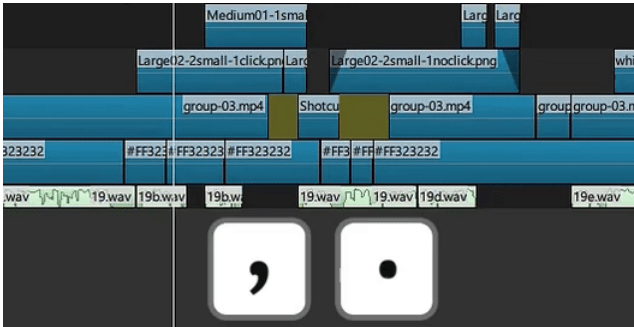 Medium01-1sma Larg Larg
Large02-2small-1click.pn Larg Large02-2small-1noclick.png whi
group-03.mp4 Shotcu group-03.mp4 group group-03.m
323232 #FF323 #FF32323 #FF323232 #FF3 #FF #FF323232
.wav 19.wav 19b.wav 19b.w 19.wav 19.wav 19d.wav 19e.wav
, .